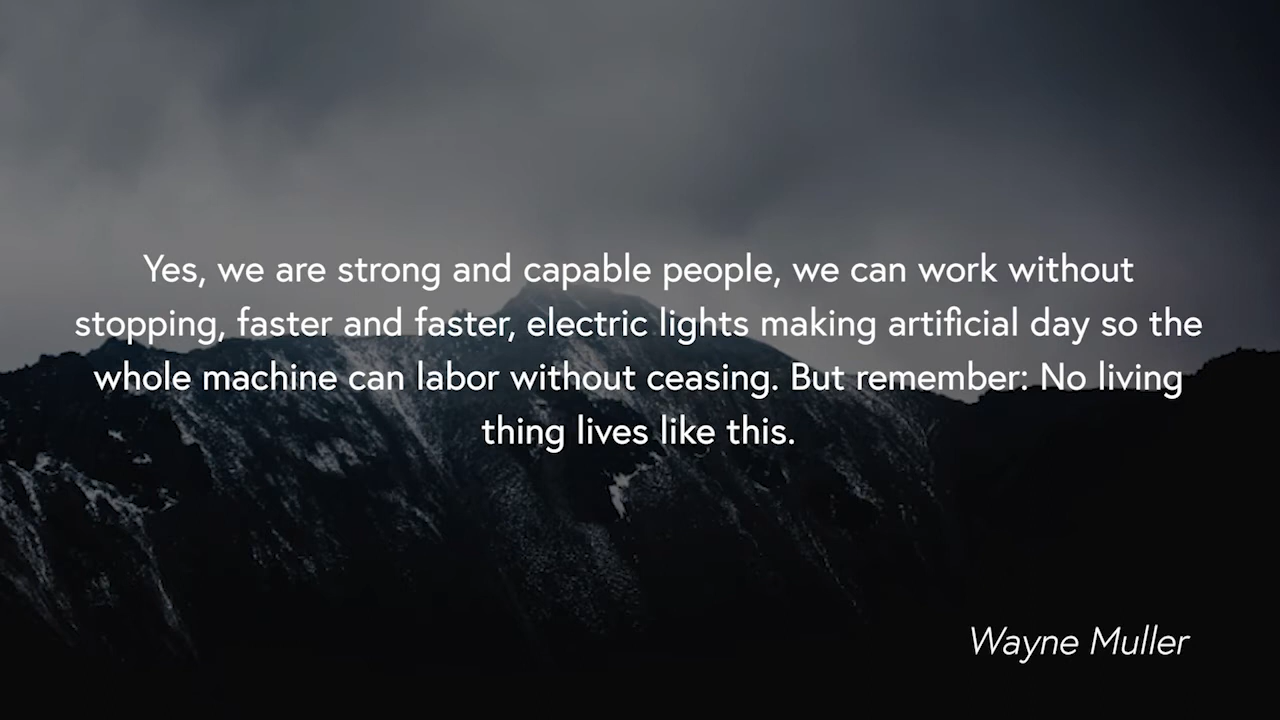 Yes, we are strong and capable people, we can work without
stopping, faster and faster, electric lights making artificial day so the
whole machine can labor without ceasing. But remember: No living
thing lives like this.
Wayne Muller